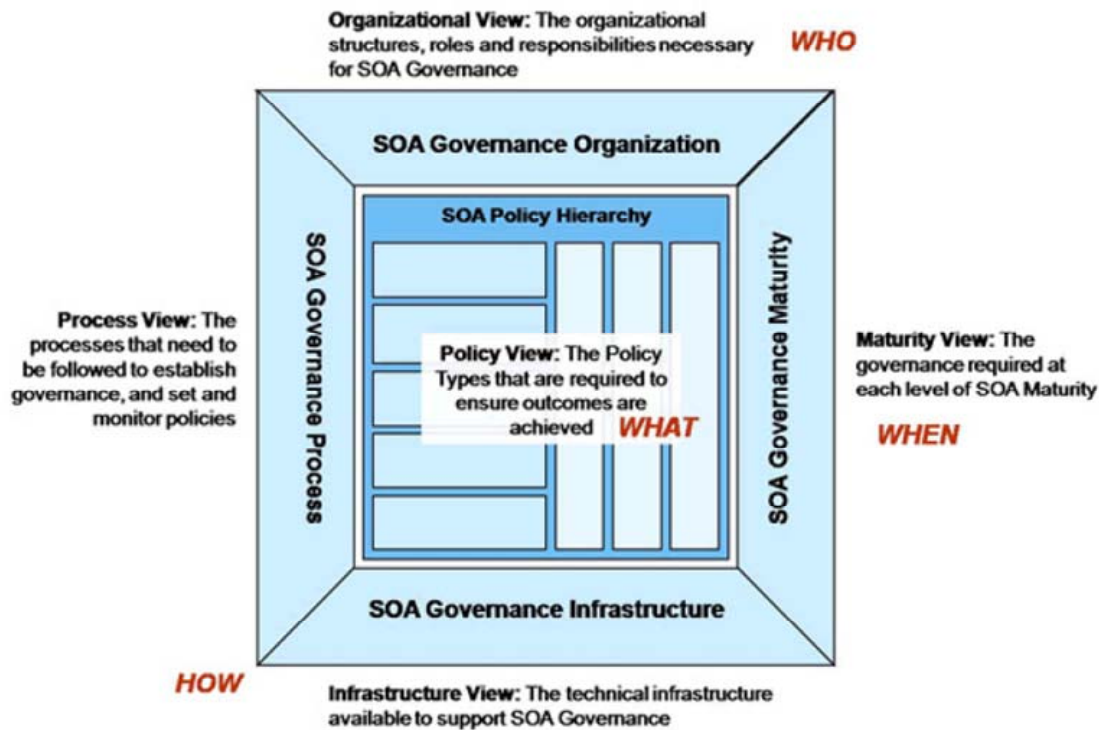 Organizational View: The organizational
structures, roles and responsibilities necessary
for SOA Governance
WHO
SOA Governance Organization
SOA Policy Hierarchy
SOA Governance Process
SOA Governance Maturity
Process View: The
processes that need to
be followed to establish
governance, and set and
monitor policies
Policy View: The Policy
Types that are required to
ensure outcomes are
achieved WHAT
Maturity View: The
governance required at
each level of SOA Maturity
WHEN
SOA Governance Infrastructure
HOW
Infrastructure View: The technical infrastructure
available to support SOA Governance